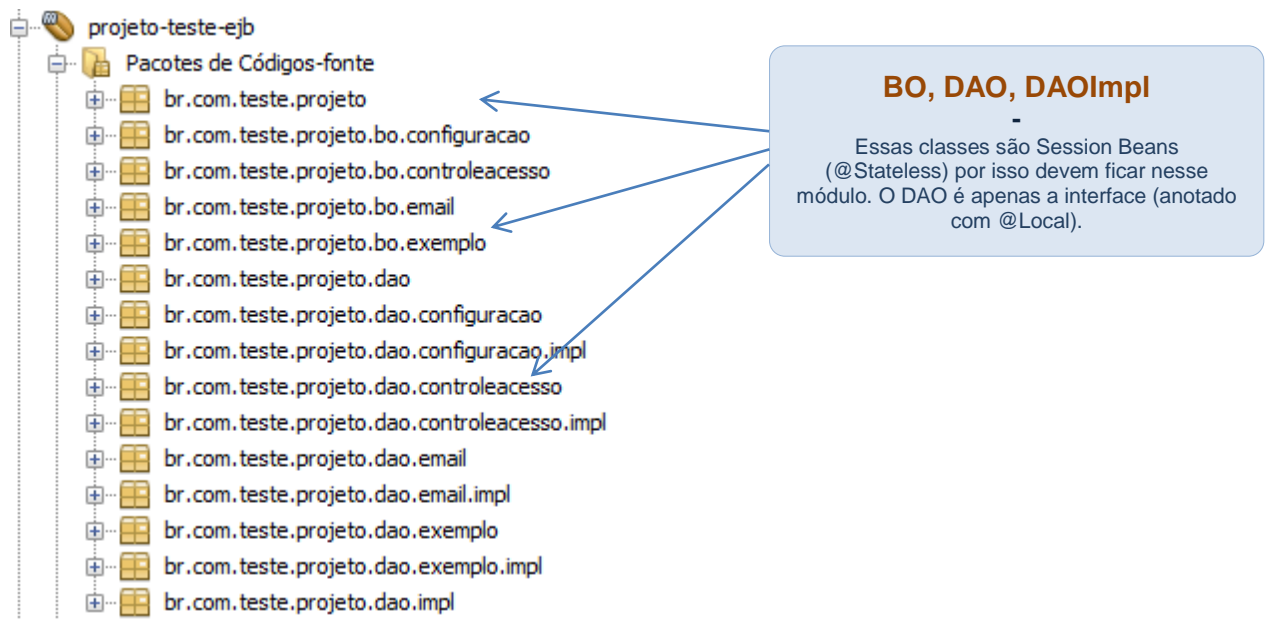 projeto-teste-ejb
Pacotes de Códigos-fonte
br.com.teste.projeto
br.com.teste.projeto.bo.configuracao
br.com.teste.projeto.bo.controleacesso
br.com.teste.projeto.bo.email
br.com.teste.projeto.bo.exemplo
br.com.teste.projeto.dao
br.com.teste.projeto.dao.configuracao
br.com.teste.projeto.dao.configuracao.impl
br.com.teste.projeto.dao.controleacesso
br.com.teste.projeto.dao.controleacesso.impl
br.com.teste.projeto.dao.email
br.com.teste.projeto.dao.email.impl
br.com.teste.projeto.dao.exemplo
br.com.teste.projeto.dao.exemplo.impl
br.com.teste.projeto.dao.impl
BO, DAO, DAOImpl
-
Essas classes são Session Beans
(@Stateless) por isso devem ficar nesse
módulo. O DAO é apenas a interface (anotado
com @Local).